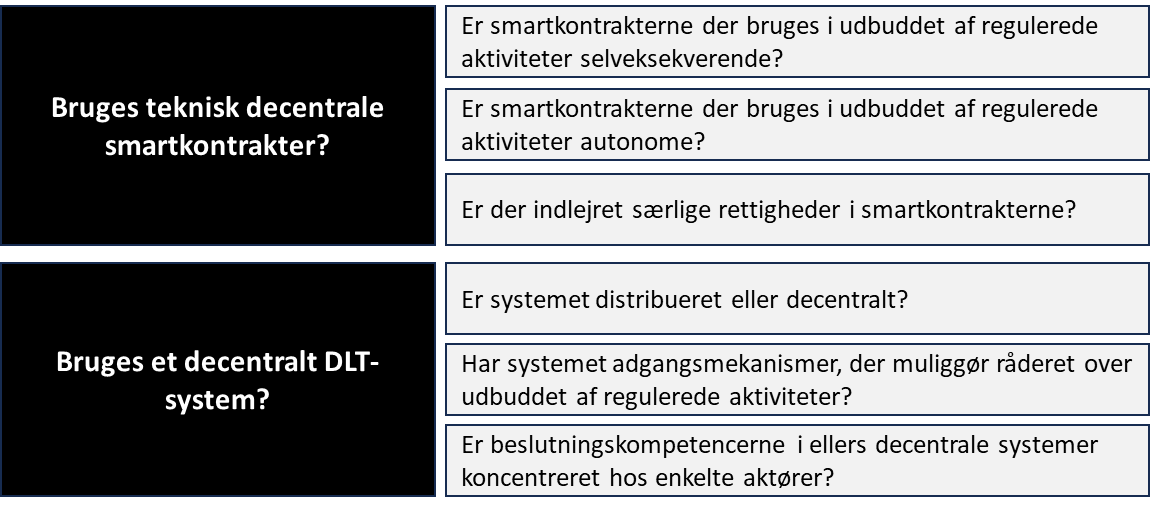 Bruges teknisk decentrale
smartkontrakter?
Er smartkontrakterne der bruges i udbuddet af regulerede
aktiviteter selveksekverende?
Er smartkontrakterne der bruges i udbuddet af regulerede
aktiviteter autonome?
Er der indlejret særlige rettigheder i smartkontrakterne?
Bruges et decentralt DLT-
system?
Er systemet distribueret eller decentralt?
Har systemet adgangsmekanismer, der muliggør råderet over
udbuddet af regulerede aktiviteter?
Er beslutningskompetencerne i ellers decentrale systemer
koncentreret hos enkelte aktører?